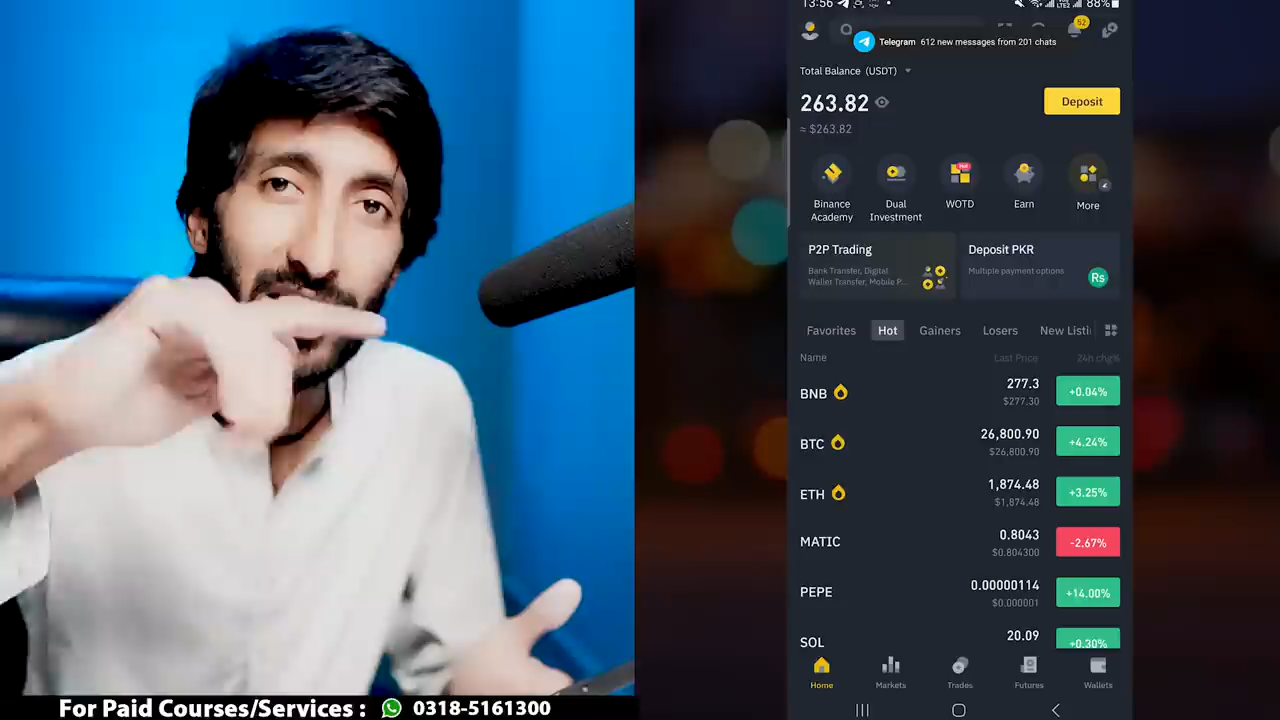 13:56
88%
52
Telegram 612 new messages from 201 chats
Total Balance (USDT)
263.82
Deposit
≈ $263.82
Hot
Binance Academy
Dual Investment
WOTD
Earn
More
P2P Trading
Bank Transfer, Digital
Wallet Transfer, Mobile P...
Deposit PKR
Multiple payment options
Rs
Favorites Hot Gainers Losers New Listi
Name Last Price 24h chg%
BNB 277.3 +0.04%
$277.30
BTC 26,800.90 +4.24%
$26,800.90
ETH 1,874.48 +3.25%
$1,874.48
MATIC 0.8043 -2.67%
$0.804300
PEPE 0.00000114 +14.00%
$0.000001
SOL 20.09 +0.30%
Home Markets Trades Futures Wallets
For Paid Courses/Services : 0318-5161300